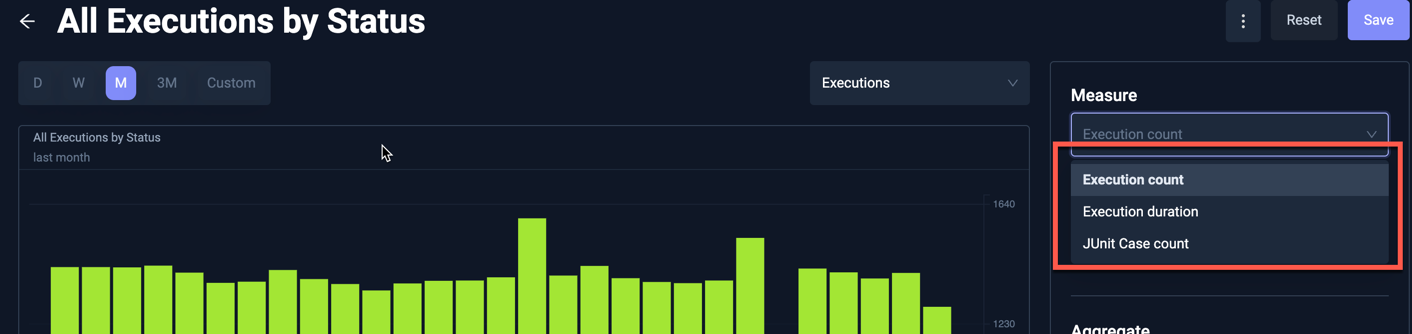 All Executions by Status
Reset
Save
D
W
M
3M
Custom
Executions
All Executions by Status
last month
1640
1230
Measure
Execution count
Execution count
Execution duration
JUnit Case count
Aggregate